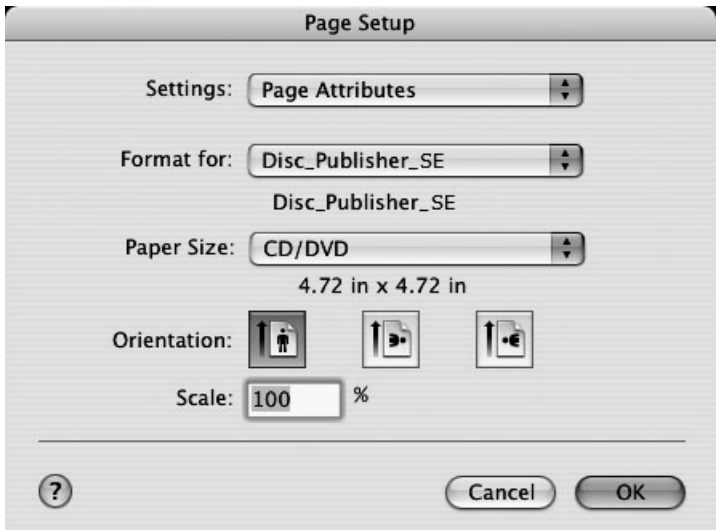 Page Setup
Settings: Page Attributes
Format for: Disc_Publisher_SE
Disc_Publisher_SE
Paper Size: CD/DVD
4.72 in x 4.72 in
Orientation:
Scale: 100 %
? Cancel OK